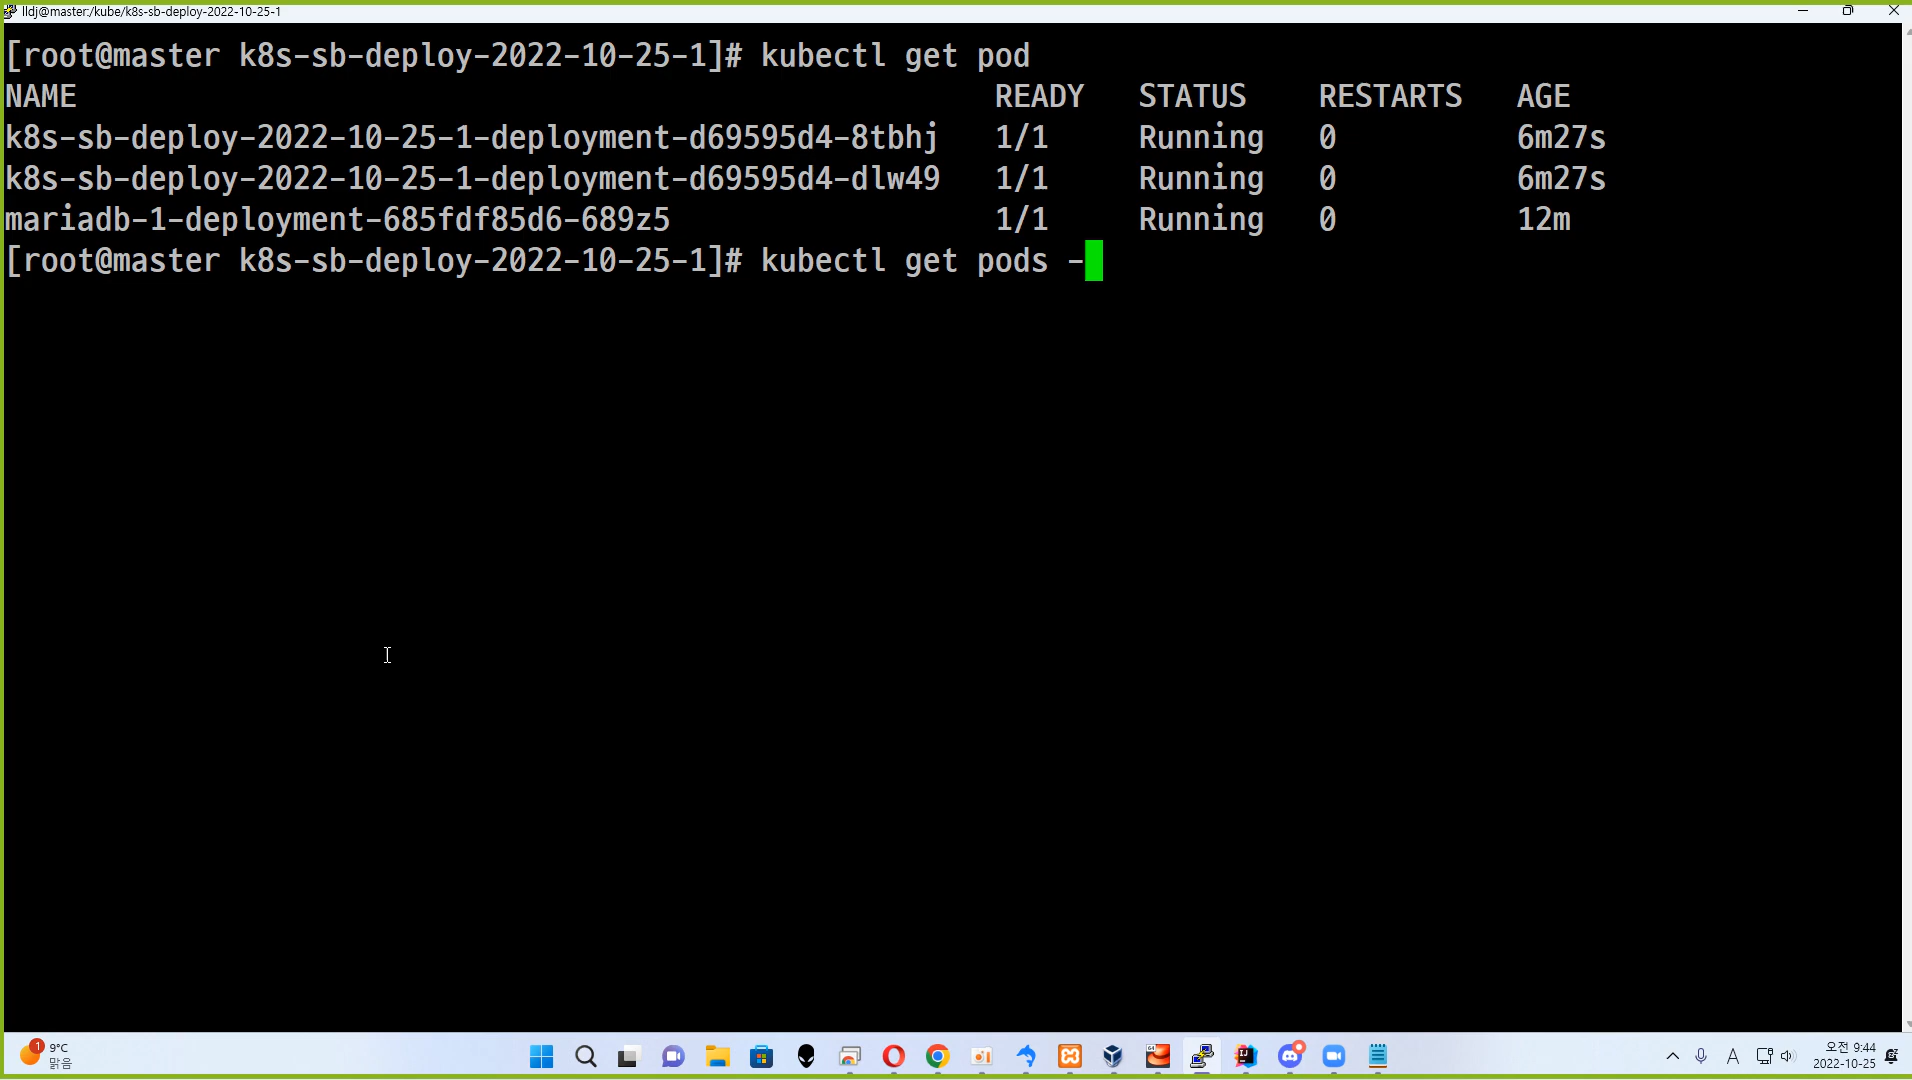 lldj@master:/kube/k8s-sb-deploy-2022-10-25-1
[root@master k8s-sb-deploy-2022-10-25-1]# kubectl get pod
NAME READY STATUS RESTARTS AGE
k8s-sb-deploy-2022-10-25-1-deployment-d69595d4-8tbhj 1/1 Running 0 6m27s
k8s-sb-deploy-2022-10-25-1-deployment-d69595d4-dlw49 1/1 Running 0 6m27s
mariadb-1-deployment-685fdf85d6-689z5 1/1 Running 0 12m
[root@master k8s-sb-deploy-2022-10-25-1]# kubectl get pods -
1
9°C
맑음
64
A
오전 9:44
2022-10-25